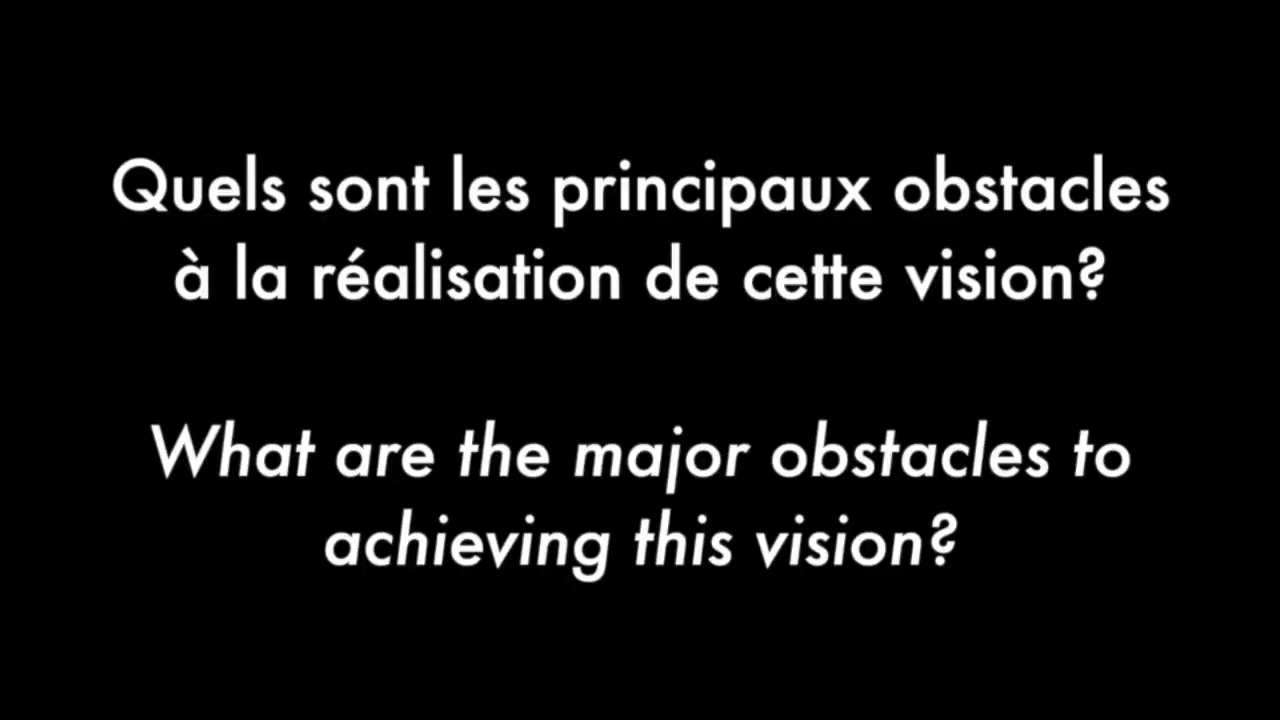 Quels sont les principaux obstacles
à la réalisation de cette vision?
What are the major obstacles to
achieving this vision?